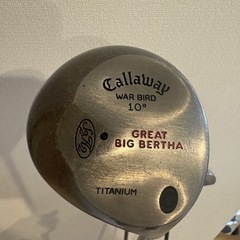 Callaway
WAR BIRD
10°
GREAT
BIG BERTHA
TITANIUM